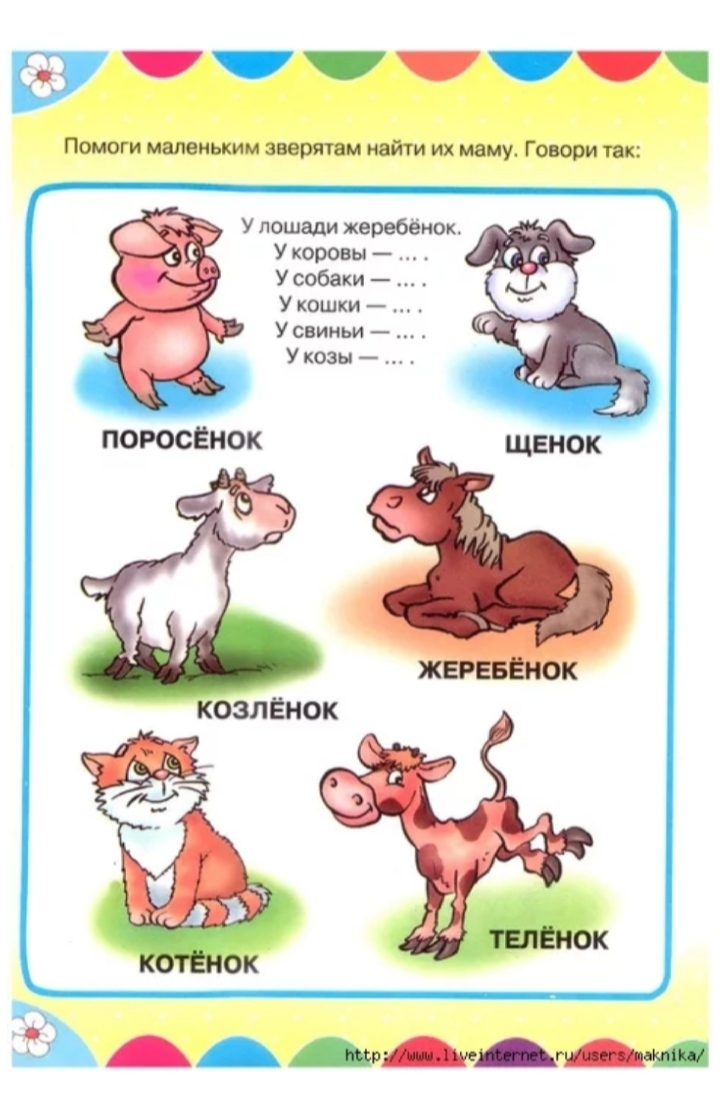 Помоги маленьким зверятам найти их маму. Говори так:
У лошади жеребёнок.
У коровы — ... .
У собаки — ... .
У кошки — ... .
У свиньи — ... .
У козы — ... .
ПОРОСЁНОК
ЩЕНОК
КОЗЛЁНОК
ЖЕРЕБЁНОК
КОТЁНОК
ТЕЛЁНОК
http://www.liveinternet.ru/users/maknika/